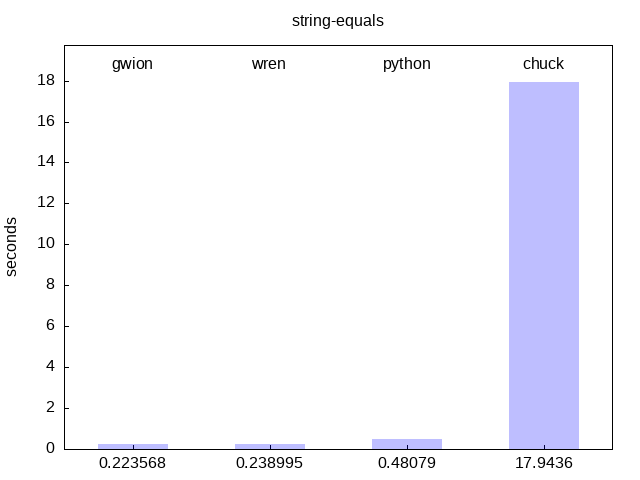 string-equals
gwion wren python chuck
18
16
14
12
10
8
6
4
2
0
seconds
0.223568 0.238995 0.48079 17.9436